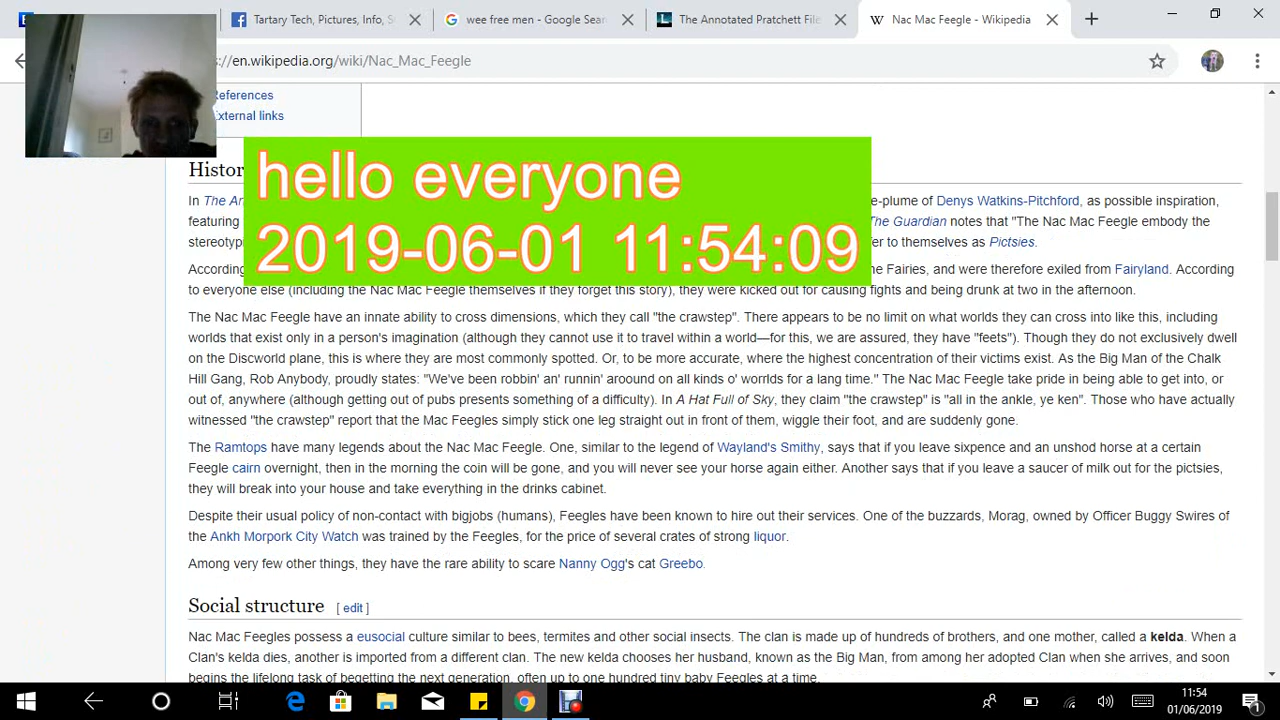 Tartary Tech, Pictures, Info, S
wee free men - Google Sear
The Annotated Pratchett File
Nac Mac Feegle - Wikipedia
s://en.wikipedia.org/wiki/Nac_Mac_Feegle
References
External links
hello everyone
2019-06-01 11:54:09
Histor
In The An e-plume of Denys Watkins-Pitchford, as possible inspiration,
featuring The Guardian notes that "The Nac Mac Feegle embody the
stereotyp fer to themselves as Pictsies.
Accordin he Fairies, and were therefore exiled from Fairyland. According
to everyone else (including the Nac Mac Feegle themselves if they forget this story), they were kicked out for causing fights and being drunk at two in the afternoon.
The Nac Mac Feegle have an innate ability to cross dimensions, which they call "the crawstep". There appears to be no limit on what worlds they can cross into like this, including
worlds that exist only in a person's imagination (although they cannot use it to travel within a world—for this, we are assured, they have "feets"). Though they do not exclusively dwell
on the Discworld plane, this is where they are most commonly spotted. Or, to be more accurate, where the highest concentration of their victims exist. As the Big Man of the Chalk
Hill Gang, Rob Anybody, proudly states: "We've been robbin' an' runnin' aroound on all kinds o' worrlds for a lang time." The Nac Mac Feegle take pride in being able to get into, or
out of, anywhere (although getting out of pubs presents something of a difficulty). In A Hat Full of Sky, they claim "the crawstep" is "all in the ankle, ye ken". Those who have actually
witnessed "the crawstep" report that the Mac Feegles simply stick one leg straight out in front of them, wiggle their foot, and are suddenly gone.
The Ramtops have many legends about the Nac Mac Feegle. One, similar to the legend of Wayland's Smithy, says that if you leave sixpence and an unshod horse at a certain
Feegle cairn overnight, then in the morning the coin will be gone, and you will never see your horse again either. Another says that if you leave a saucer of milk out for the pictsies,
they will break into your house and take everything in the drinks cabinet.
Despite their usual policy of non-contact with bigjobs (humans), Feegles have been known to hire out their services. One of the buzzards, Morag, owned by Officer Buggy Swires of
the Ankh Morpork City Watch was trained by the Feegles, for the price of several crates of strong liquor.
Among very few other things, they have the rare ability to scare Nanny Ogg's cat Greebo.
Social structure [ edit ]
Nac Mac Feegles possess a eusocial culture similar to bees, termites and other social insects. The clan is made up of hundreds of brothers, and one mother, called a kelda. When a
Clan's kelda dies, another is imported from a different clan. The new kelda chooses her husband, known as the Big Man, from among her adopted Clan when she arrives, and soon
begins the lifelong task of begetting the next generation, often up to one hundred tiny baby Feegles at a time.
11:54
01/06/2019